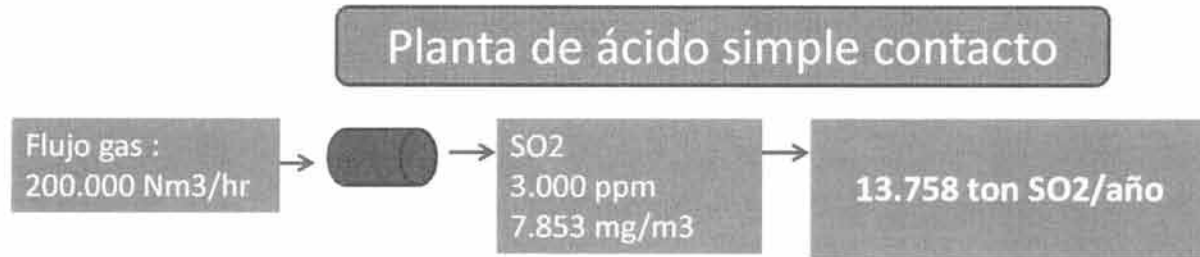 Planta de ácido simple contacto
Flujo gas :
200.000 Nm3/hr
SO2
3.000 ppm
7.853 mg/m3
13.758 ton SO2/año